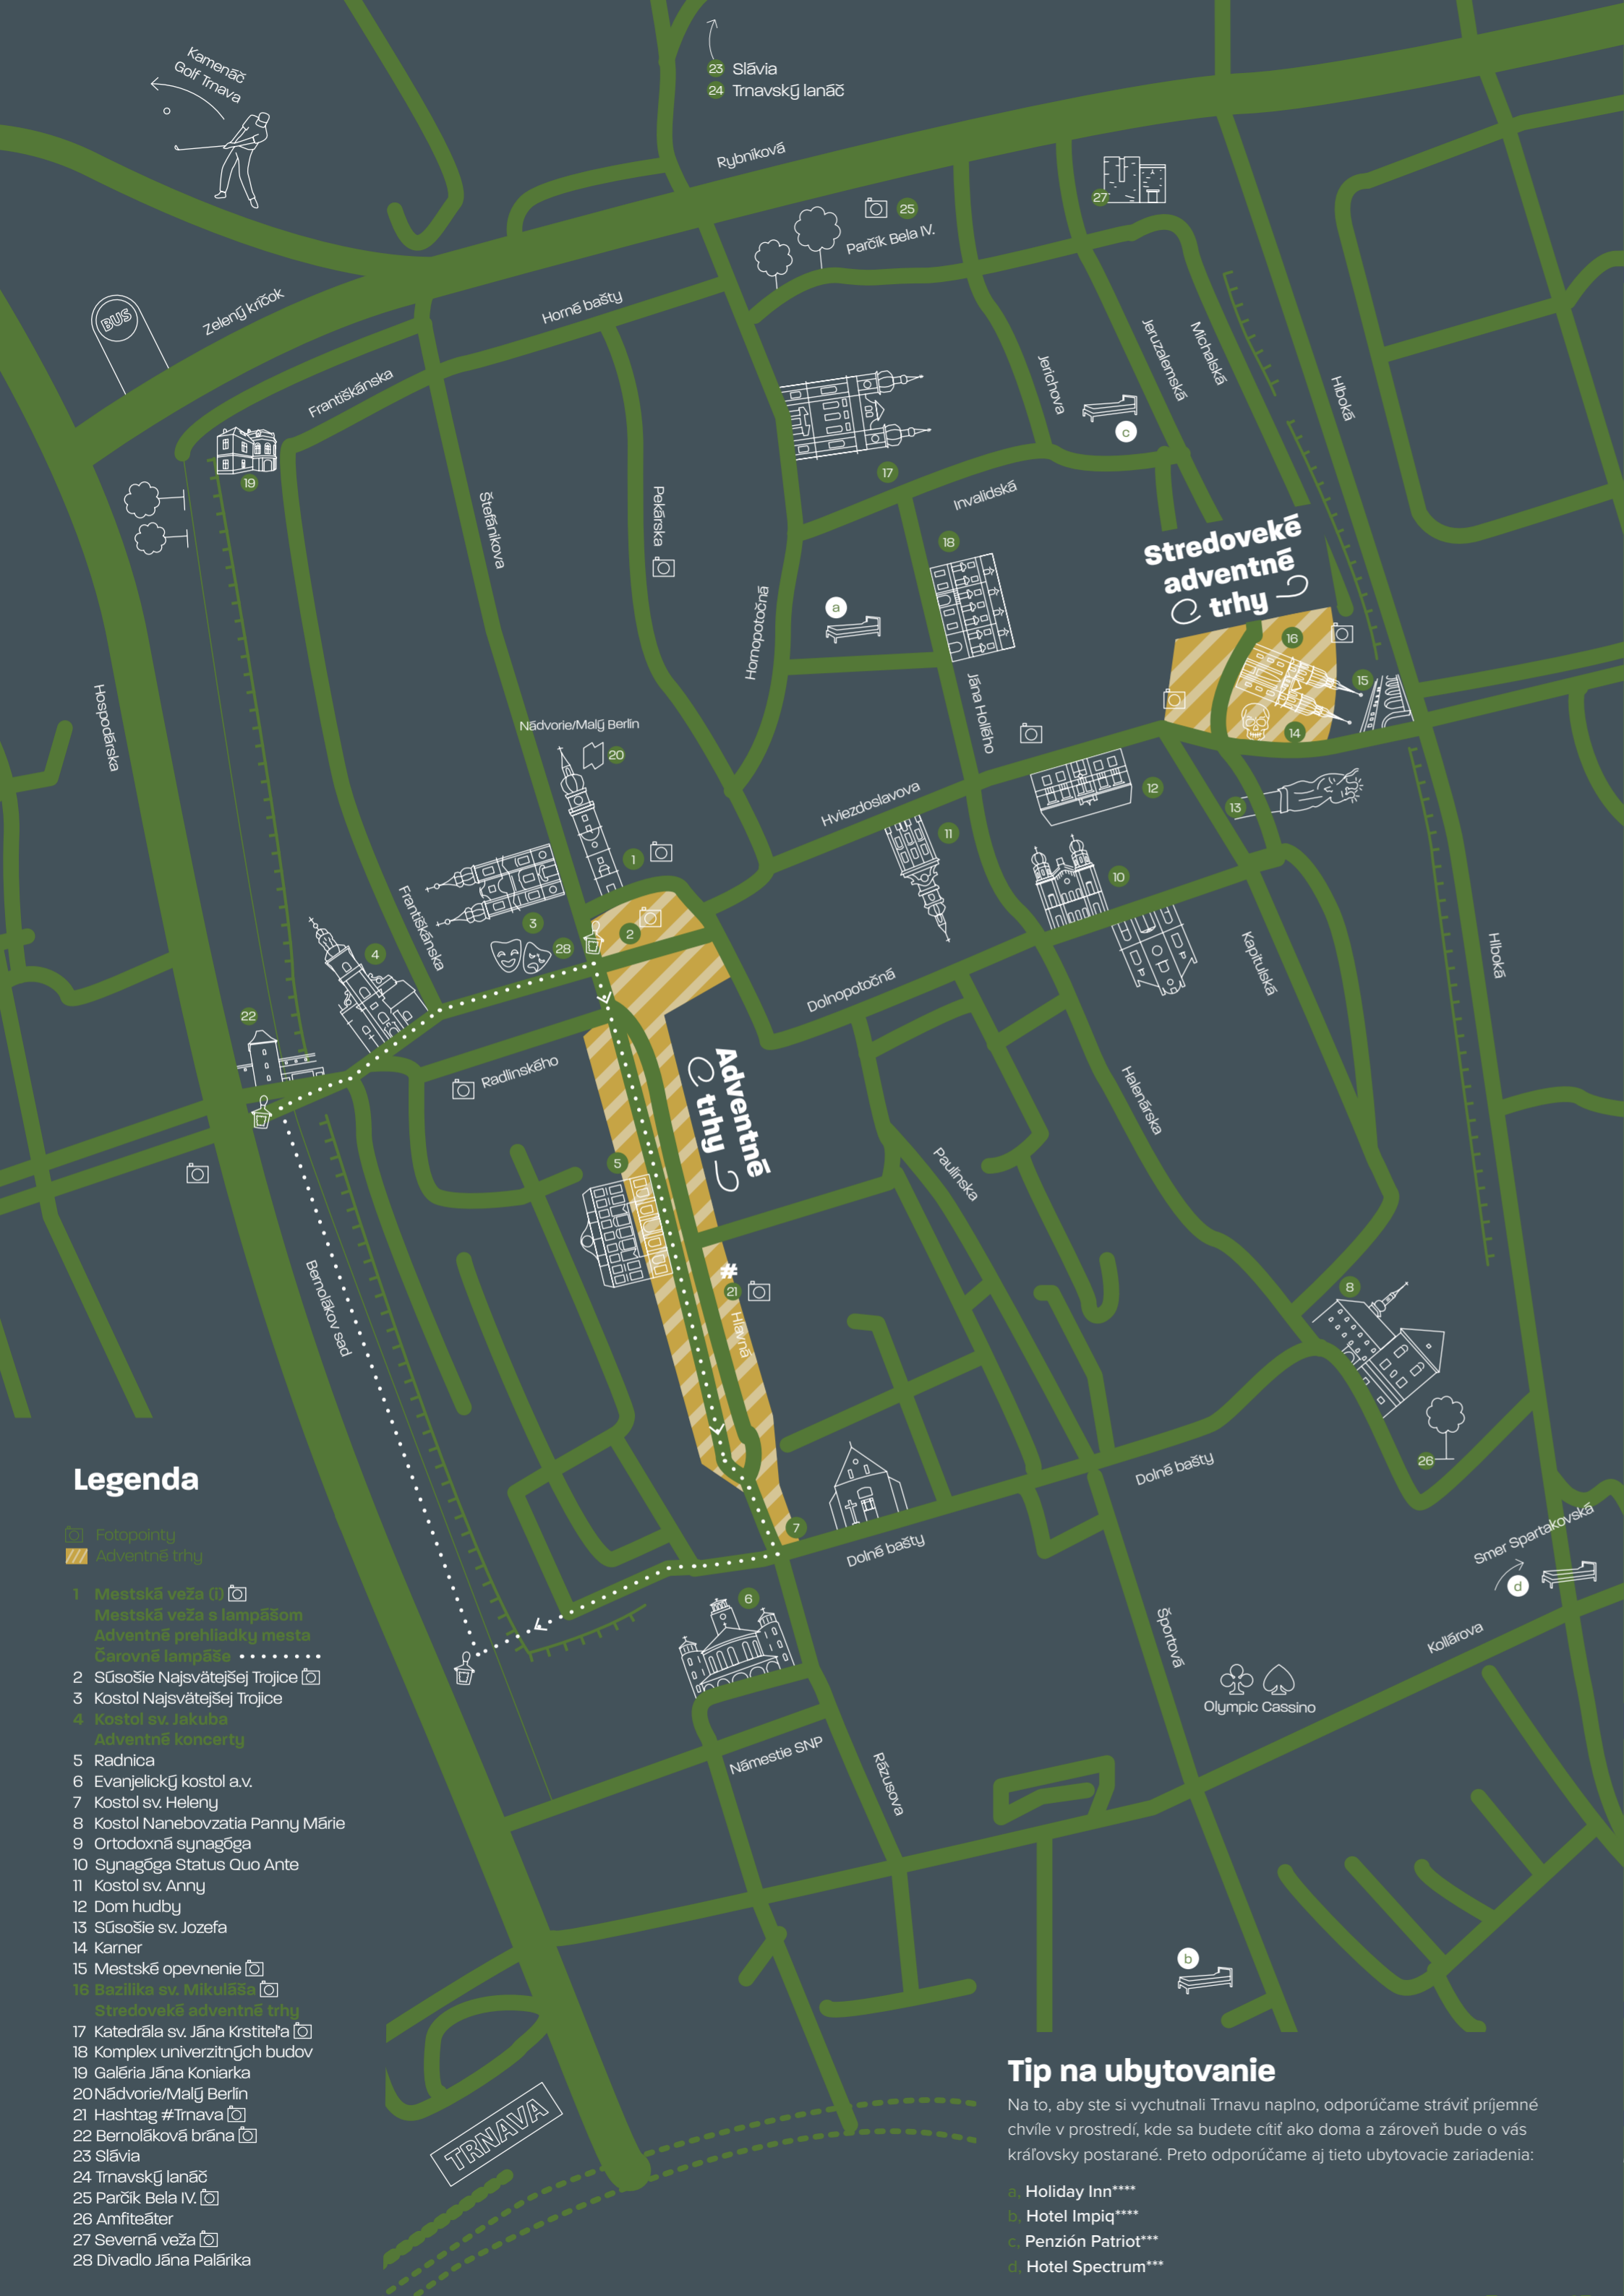 Kamenáč
Golf Trnava
23 Slávia
24 Trnavský lanáč
Rybníková
27
25
Parčík Bela IV.
BUS
Zelený kríčok
Horné bašty
Františkánska
Jerichova
Jeruzalemská
Michalská
Hlboká
c
19
17
Štefánikova
Pekárska
Invalidská
18
Stredoveké
adventné
trhy
a
Hornopotočná
16
15
14
Jána Hollého
Hospodárska
Nádvorie/Malý Berlín
20
Hviezdoslavova
12
13
11
1
10
Františkánska
3
28
2
4
Kapitulská
Hlboká
Dolnopotočná
22
Radlinského
Adventné
trhy
Halenárska
5
Paulínska
Bernolákov sad
#
21
Hlavná
8
26
Dolné bašty
7
Dolné bašty
Smer Spartakovská
d
6
Športová
Kollárova
Olympic Cassino
Námestie SNP
Rázusova
b
TRNAVA
Legenda
Fotopointy
Adventné trhy
1 Mestská veža (i)
Mestská veža s lampášom
Adventné prehliadky mesta
Čarovné lampáše
2 Súsošie Najsvätejšej Trojice
3 Kostol Najsvätejšej Trojice
4 Kostol sv. Jakuba
Adventné koncerty
5 Radnica
6 Evanjelický kostol a.v.
7 Kostol sv. Heleny
8 Kostol Nanebovzatia Panny Márie
9 Ortodoxná synagóga
10 Synagóga Status Quo Ante
11 Kostol sv. Anny
12 Dom hudby
13 Súsošie sv. Jozefa
14 Karner
15 Mestské opevnenie
16 Bazilika sv. Mikuláša
Stredoveké adventné trhy
17 Katedrála sv. Jána Krstiteľa
18 Komplex univerzitných budov
19 Galéria Jána Koniarka
20 Nádvorie/Malý Berlín
21 Hashtag #Trnava
22 Bernoláková brána
23 Slávia
24 Trnavský lanáč
25 Parčík Bela IV.
26 Amfiteáter
27 Severná veža
28 Divadlo Jána Palárika
Tip na ubytovanie
Na to, aby ste si vychutnali Trnavu naplno, odporúčame stráviť príjemné
chvíle v prostredí, kde sa budete cítiť ako doma a zároveň bude o vás
kráľovsky postarané. Preto odporúčame aj tieto ubytovacie zariadenia:
a, Holiday Inn****
b, Hotel Impiq****
c, Penzión Patriot***
d, Hotel Spectrum***